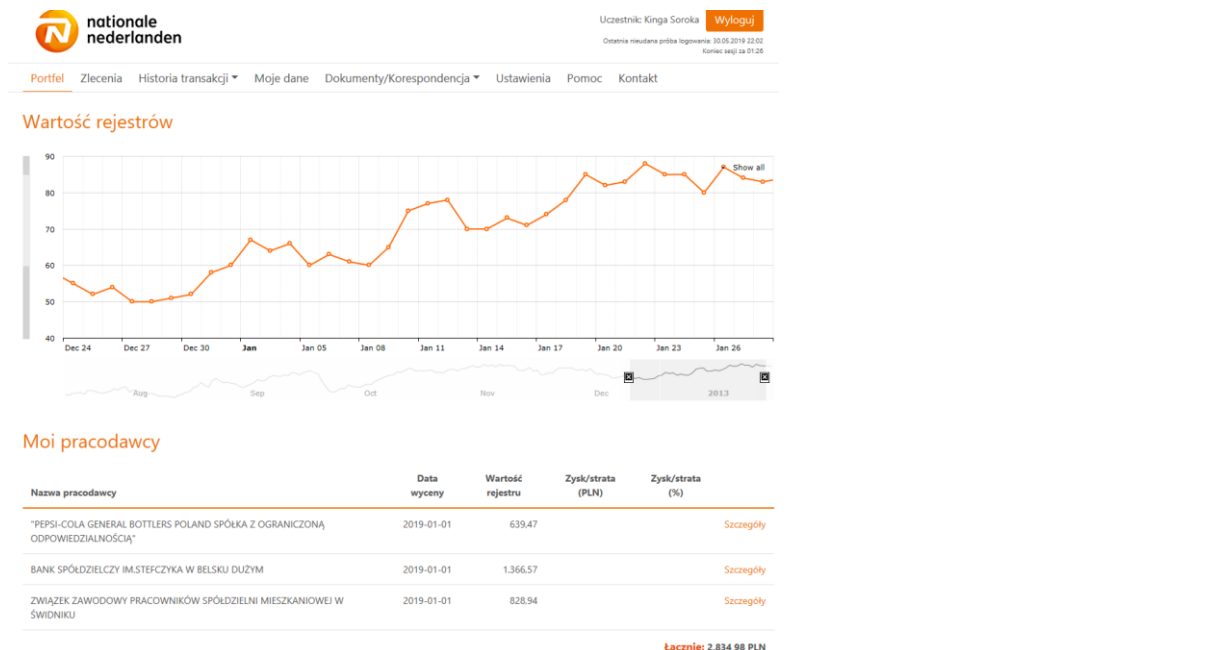 nationale
nederlanden
Uczestnik: Kinga Soroka Wyloguj
Ostatnia nieudana próba logowanie: 30.05.2019 22:02
Koniec sesji za 01:26
Portfel Zlecenia Historia transakcji Moje dane Dokumenty/Korespondencja Ustawienia Pomoc Kontakt
Wartość rejestrów
90
Show all
80
70
60
50
40
Dec 24 Dec 27 Dec 30 Jan Jan 05 Jan 08 Jan 11 Jan 14 Jan 17 Jan 20 Jan 23 Jan 26
Aug Sep Oct Nov Dec 2013
Moi pracodawcy
Nazwa pracodawcy Data wyceny Wartość rejestru Zysk/strata (PLN) Zysk/strata (%)
"PEPSI-COLA GENERAL BOTTLERS POLAND SPÓŁKA Z OGRANICZONĄ 2019-01-01 639,47 Szczegóły
ODPOWIEDZIALNOŚCIĄ"
BANK SPÓŁDZIELCZY IM.STEFCZYKA W BELSKU DUŻYM 2019-01-01 1.366,57 Szczegóły
ZWIĄZEK ZAWODOWY PRACOWNIKÓW SPÓŁDZIELNI MIESZKANIOWEJ W 2019-01-01 828,94 Szczegóły
ŚWIDNIKU
Łącznie: 2.834,98 PLN